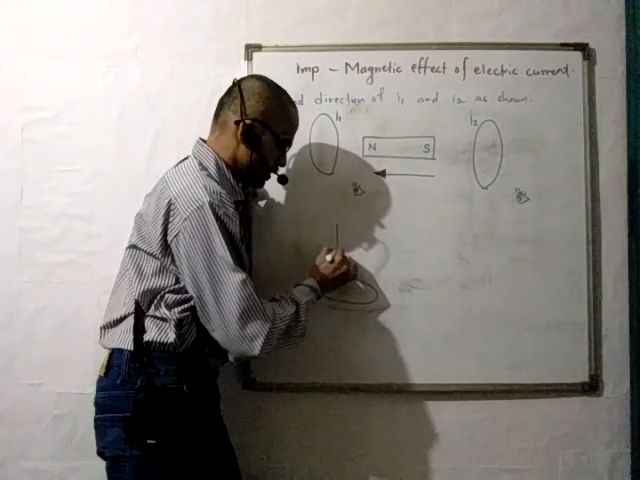 Imp - Magnetic effect of electric current.
direction of i1 and i2 as shown.
i1 i2
N S